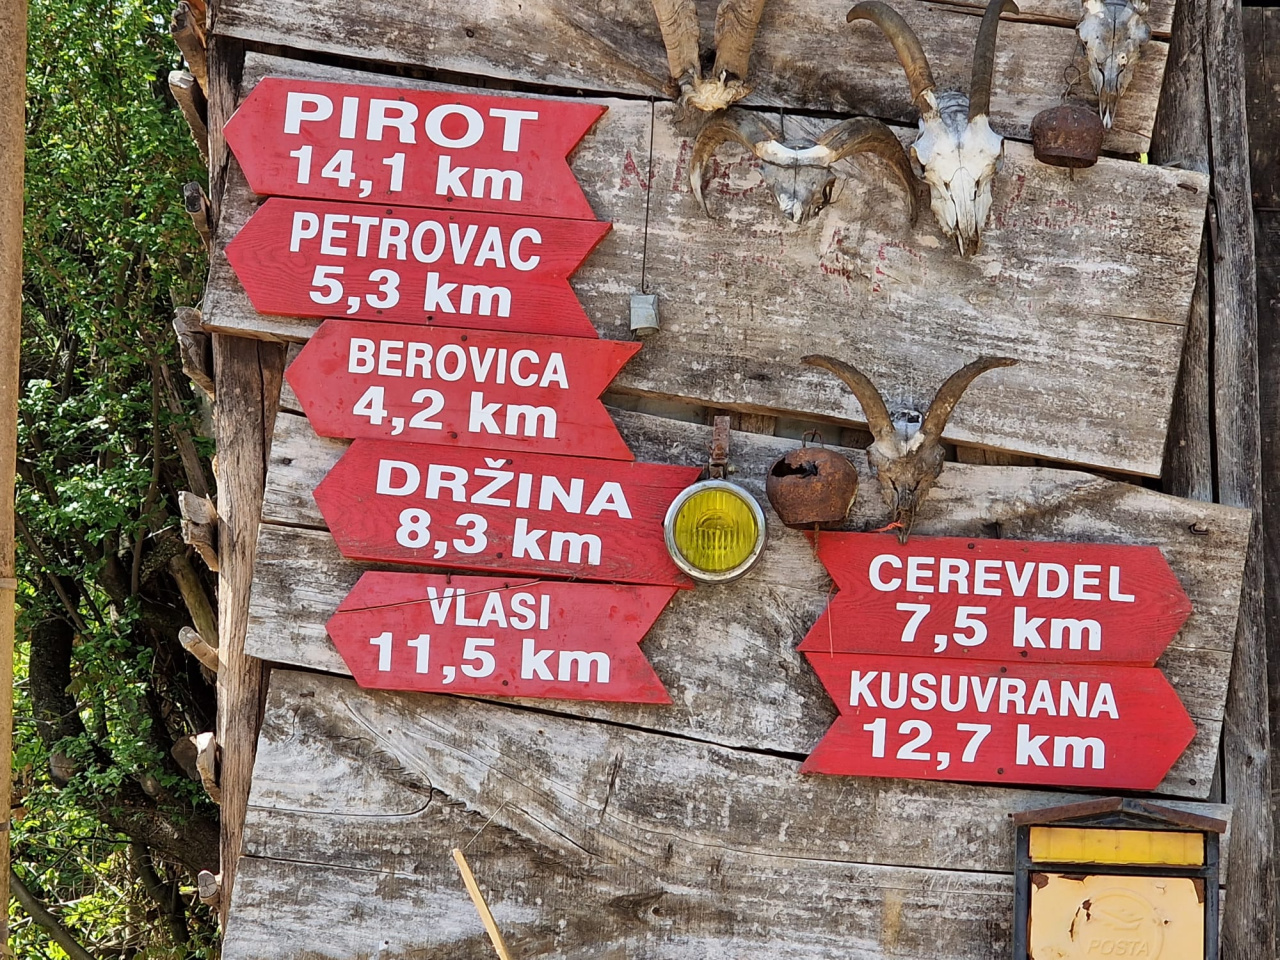 PIROT
14,1 km
PETROVAC
5,3 km
BEROVICA
4,2 km
DRŽINA
8,3 km
VLASI
11,5 km
CEREVDEL
7,5 km
KUSUVRANA
12,7 km
POSTA